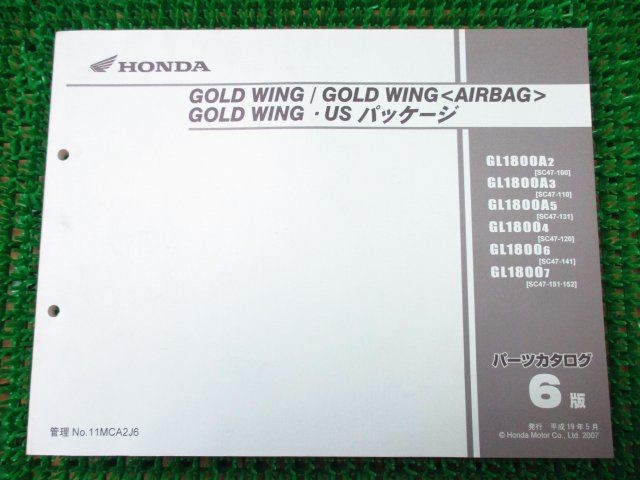 HONDA
GOLD WING / GOLD WING<AIRBAG>
GOLD WING · US パッケージ
GL1800A2
[SC47-100]
GL1800A3
[SC47-110]
GL1800A5
[SC47-131]
GL18004
[SC47-120]
GL18006
[SC47-141]
GL18007
[SC47-151·152]
パーツカタログ
6版
発行 平成19年5月
© Honda Motor Co., Ltd. 2007
管理 No.11MCA2J6